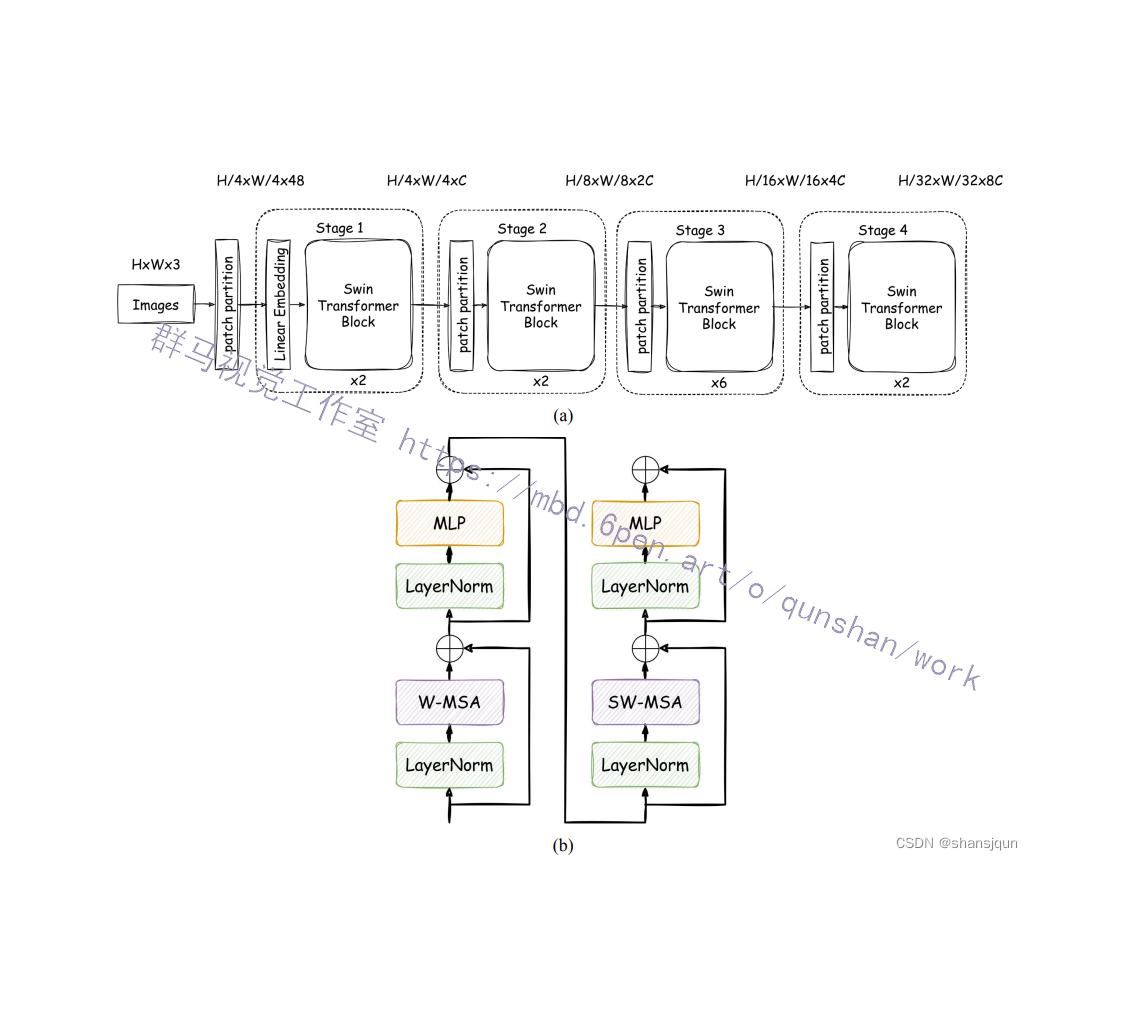 H/4xW/4x48
H/4xW/4xC
H/8xW/8x2C
H/16xW/16x4C
H/32xW/32x8C
HxWx3
Images
patch partition
Stage 1
Linear Embedding
Swin
Transformer
Block
x2
Stage 2
patch partition
Swin
Transformer
Block
x2
Stage 3
patch partition
Swin
Transformer
Block
x6
Stage 4
patch partition
Swin
Transformer
Block
x2
(a)
群马视觉工作室 https://mbd.6pen.art/o/qunshan/work
MLP
LayerNorm
W-MSA
LayerNorm
MLP
LayerNorm
SW-MSA
LayerNorm
(b)
CSDN @shansjqun